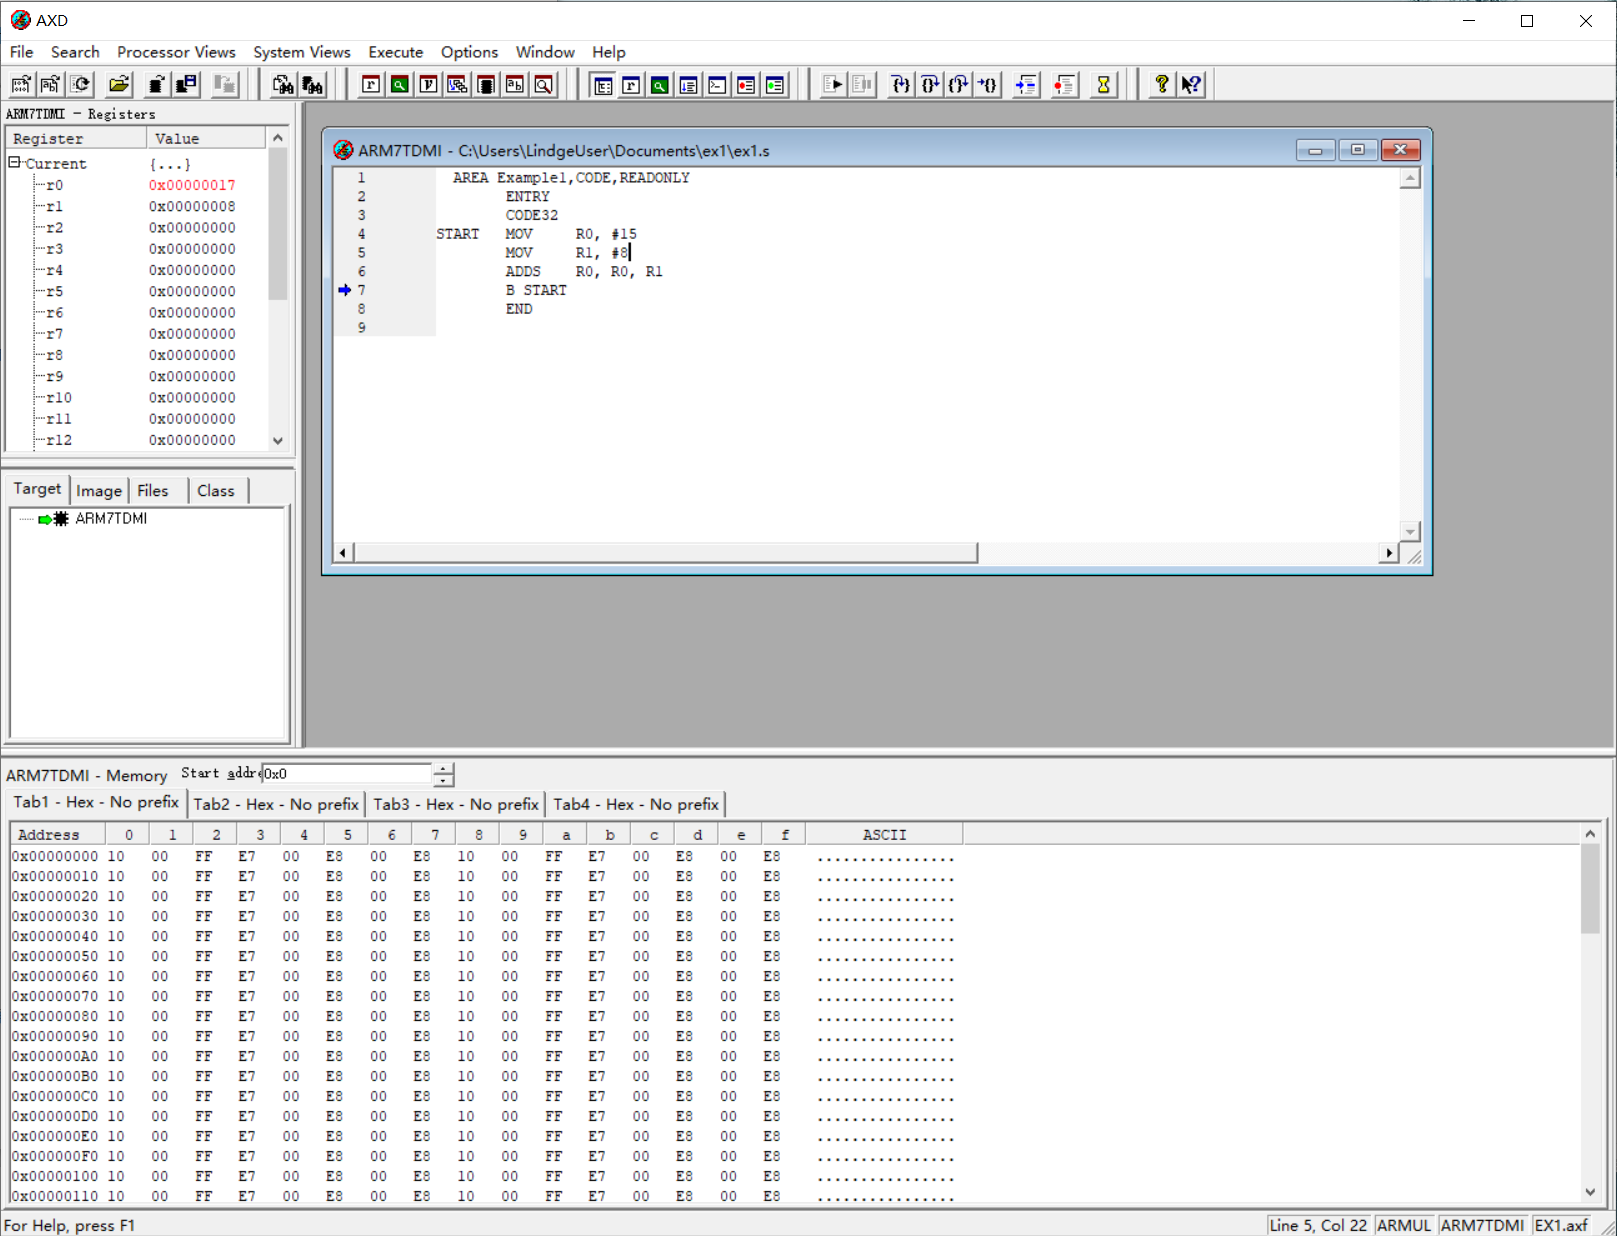 AXD
File Search Processor Views System Views Execute Options Window Help
ARM7TDMI - Registers
Register Value
Current {...}
r0 0x00000017
r1 0x00000008
r2 0x00000000
r3 0x00000000
r4 0x00000000
r5 0x00000000
r6 0x00000000
r7 0x00000000
r8 0x00000000
r9 0x00000000
r10 0x00000000
r11 0x00000000
r12 0x00000000
Target Image Files Class
ARM7TDMI
ARM7TDMI - C:\Users\LindgeUser\Documents\ex1\ex1.s
1 AREA Example1,CODE,READONLY
2 ENTRY
3 CODE32
4 START MOV R0, #15
5 MOV R1, #8
6 ADDS R0, R0, R1
7 B START
8 END
9
ARM7TDMI - Memory Start addre 0x0
Tab1 - Hex - No prefix Tab2 - Hex - No prefix Tab3 - Hex - No prefix Tab4 - Hex - No prefix
Address 0 1 2 3 4 5 6 7 8 9 a b c d e f ASCII
0x00000000 10 00 FF E7 00 E8 00 E8 10 00 FF E7 00 E8 00 E8 ................
0x00000010 10 00 FF E7 00 E8 00 E8 10 00 FF E7 00 E8 00 E8 ................
0x00000020 10 00 FF E7 00 E8 00 E8 10 00 FF E7 00 E8 00 E8 ................
0x00000030 10 00 FF E7 00 E8 00 E8 10 00 FF E7 00 E8 00 E8 ................
0x00000040 10 00 FF E7 00 E8 00 E8 10 00 FF E7 00 E8 00 E8 ................
0x00000050 10 00 FF E7 00 E8 00 E8 10 00 FF E7 00 E8 00 E8 ................
0x00000060 10 00 FF E7 00 E8 00 E8 10 00 FF E7 00 E8 00 E8 ................
0x00000070 10 00 FF E7 00 E8 00 E8 10 00 FF E7 00 E8 00 E8 ................
0x00000080 10 00 FF E7 00 E8 00 E8 10 00 FF E7 00 E8 00 E8 ................
0x00000090 10 00 FF E7 00 E8 00 E8 10 00 FF E7 00 E8 00 E8 ................
0x000000A0 10 00 FF E7 00 E8 00 E8 10 00 FF E7 00 E8 00 E8 ................
0x000000B0 10 00 FF E7 00 E8 00 E8 10 00 FF E7 00 E8 00 E8 ................
0x000000C0 10 00 FF E7 00 E8 00 E8 10 00 FF E7 00 E8 00 E8 ................
0x000000D0 10 00 FF E7 00 E8 00 E8 10 00 FF E7 00 E8 00 E8 ................
0x000000E0 10 00 FF E7 00 E8 00 E8 10 00 FF E7 00 E8 00 E8 ................
0x000000F0 10 00 FF E7 00 E8 00 E8 10 00 FF E7 00 E8 00 E8 ................
0x00000100 10 00 FF E7 00 E8 00 E8 10 00 FF E7 00 E8 00 E8 ................
0x00000110 10 00 FF E7 00 E8 00 E8 10 00 FF E7 00 E8 00 E8 ................
For Help, press F1 Line 5, Col 22 ARMUL ARM7TDMI EX1.axf